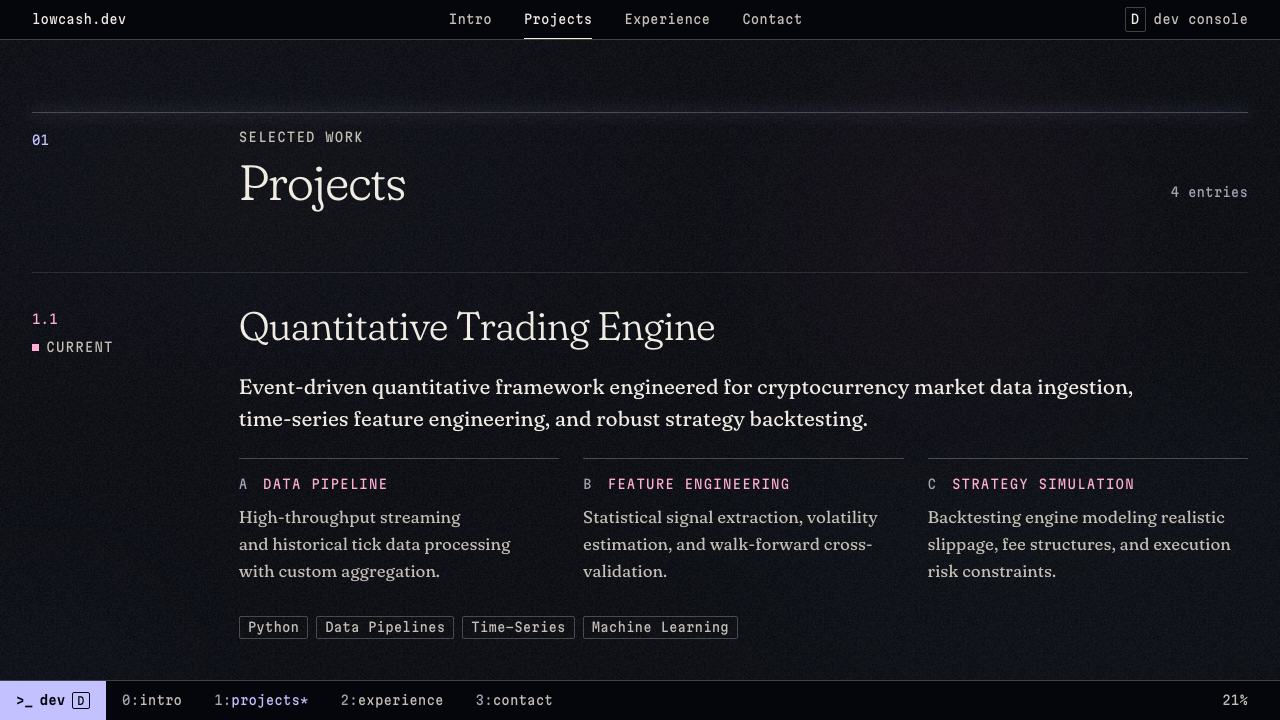 lowcash.dev
Intro
Projects
Experience
Contact
D dev console
01
SELECTED WORK
Projects
4 entries
1.1
CURRENT
Quantitative Trading Engine
Event-driven quantitative framework engineered for cryptocurrency market data ingestion,
time-series feature engineering, and robust strategy backtesting.
A DATA PIPELINE
High-throughput streaming
and historical tick data processing
with custom aggregation.
B FEATURE ENGINEERING
Statistical signal extraction, volatility
estimation, and walk-forward cross-
validation.
C STRATEGY SIMULATION
Backtesting engine modeling realistic
slippage, fee structures, and execution
risk constraints.
Python
Data Pipelines
Time-Series
Machine Learning
>_ dev D
0:intro
1:projects*
2:experience
3:contact
21%